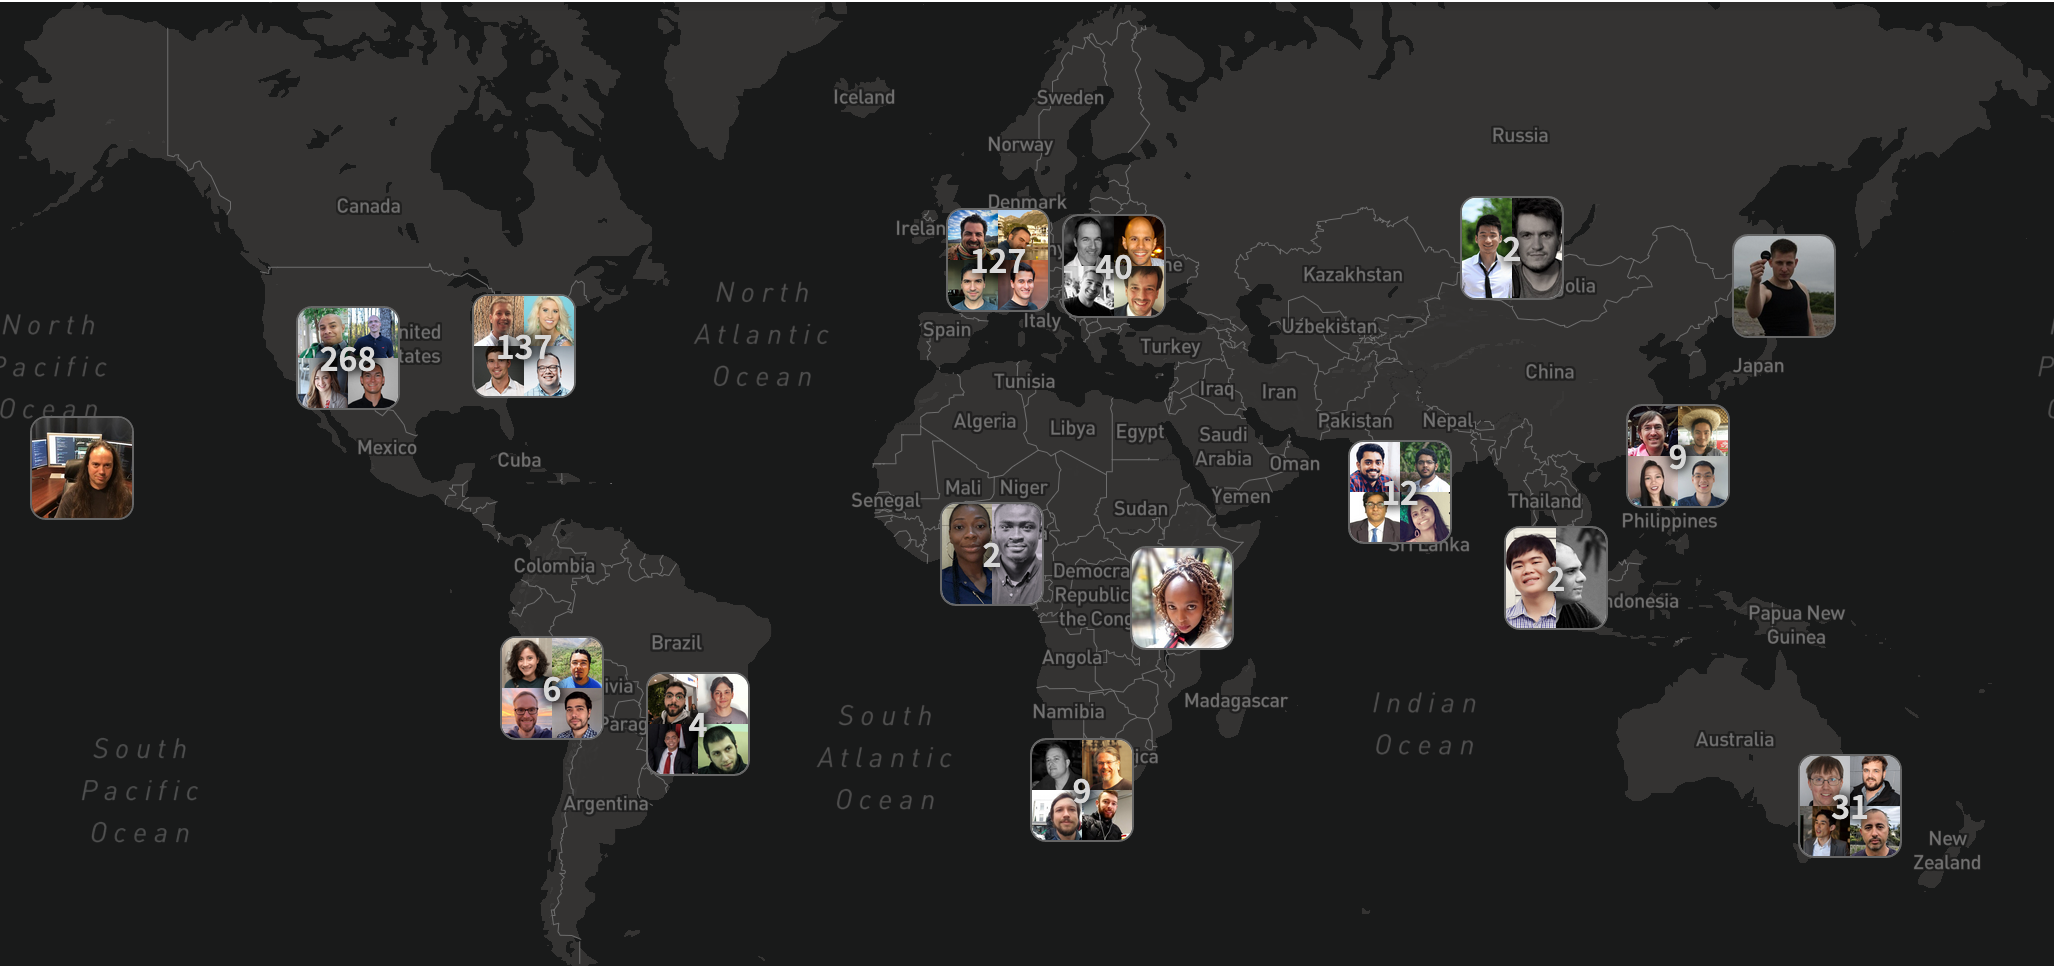 Iceland
Sweden
Russia
Norway
Canada
Denmark
Irelan
127
40
ne
2
olia
Kazakhstan
North
Atlantic
Ocean
North
Pacific
Ocean
Spain
Italy
Uzbekistan
Turkey
nited
tates
268
137
Japan
China
Tunisia
Iraq
Iran
Algeria
Libya
Egypt
Pakistan
Nepal
Saudi
Arabia
Oman
Mexico
Cuba
9
12
Mali
Niger
Senegal
Sudan
Yemen
Thailand
Philippines
Sri Lanka
2
Colombia
Democra
Republic
the Cong
2
ndonesia
Papua New
Guinea
Brazil
Angola
6
ivia
Parag
4
Madagascar
Namibia
Indian
Ocean
South
Atlantic
Ocean
South
Pacific
Ocean
Australia
ica
9
31
Argentina
New
Zealand